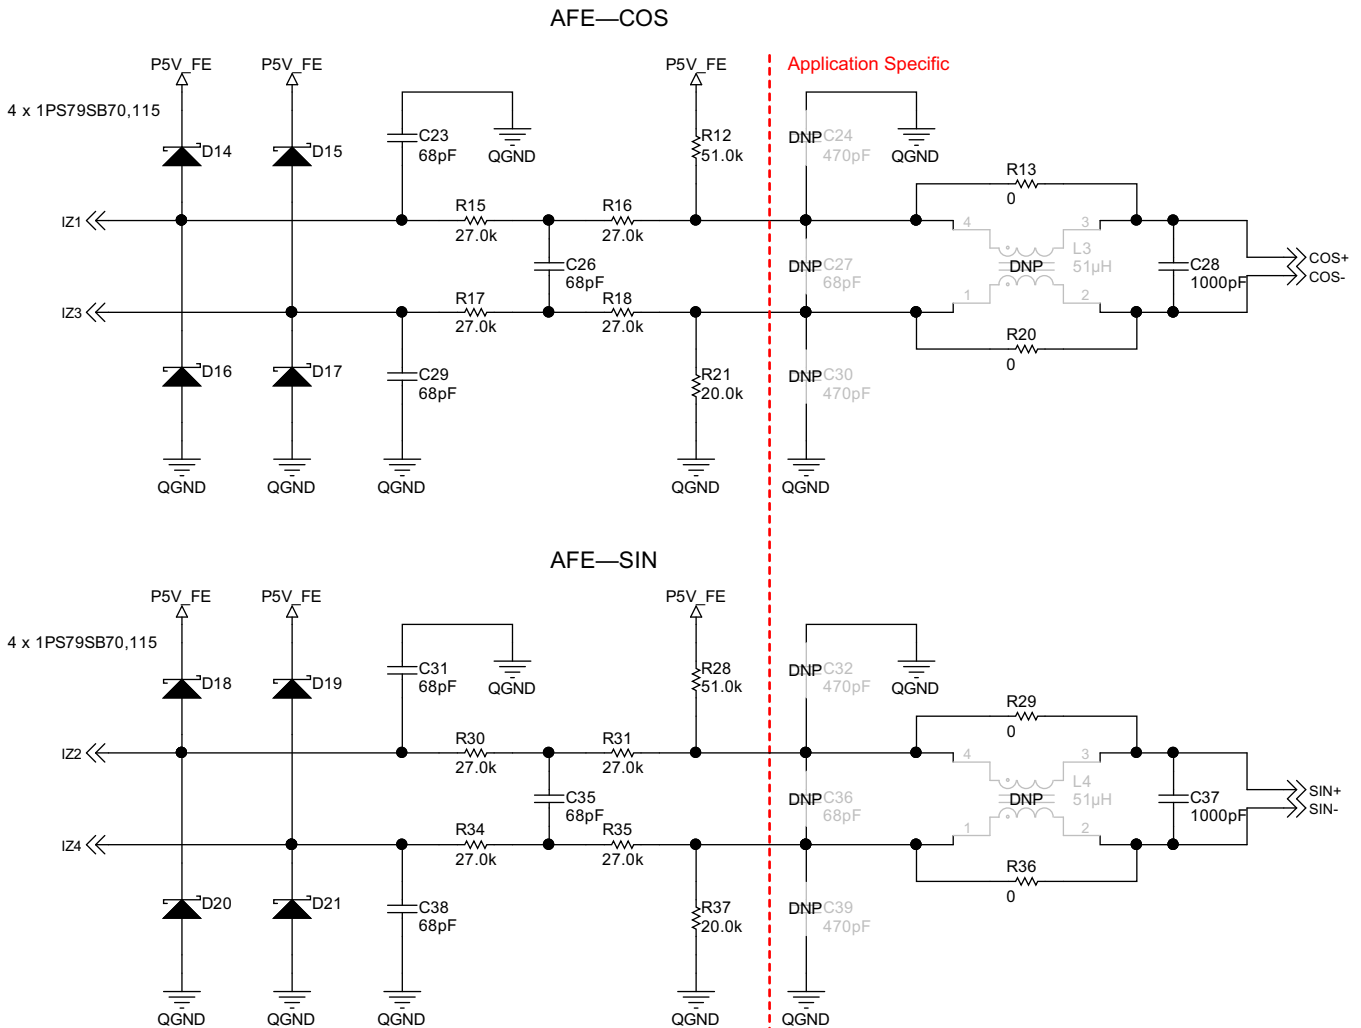 AFE—COS
P5V_FE
P5V_FE
P5V_FE
Application Specific
4 x 1PS79SB70,115
D14
D15
C23
68pF
QGND
R12
51.0k
DNP
C24
470pF
QGND
R13
0
IZ1
R15
27.0k
R16
27.0k
4
3
L3
51µH
DNP
C26
68pF
DNP
C27
68pF
C28
1000pF
COS+
COS-
IZ3
R17
27.0k
R18
27.0k
1
2
R20
0
D16
D17
C29
68pF
R21
20.0k
DNP
C30
470pF
QGND
QGND
QGND
QGND
QGND
AFE—SIN
P5V_FE
P5V_FE
P5V_FE
4 x 1PS79SB70,115
D18
D19
C31
68pF
QGND
R28
51.0k
DNP
C32
470pF
QGND
R29
0
IZ2
R30
27.0k
R31
27.0k
4
3
L4
51µH
DNP
C35
68pF
DNP
C36
68pF
C37
1000pF
SIN+
SIN-
IZ4
R34
27.0k
R35
27.0k
1
2
R36
0
D20
D21
C38
68pF
R37
20.0k
DNP
C39
470pF
QGND
QGND
QGND
QGND
QGND